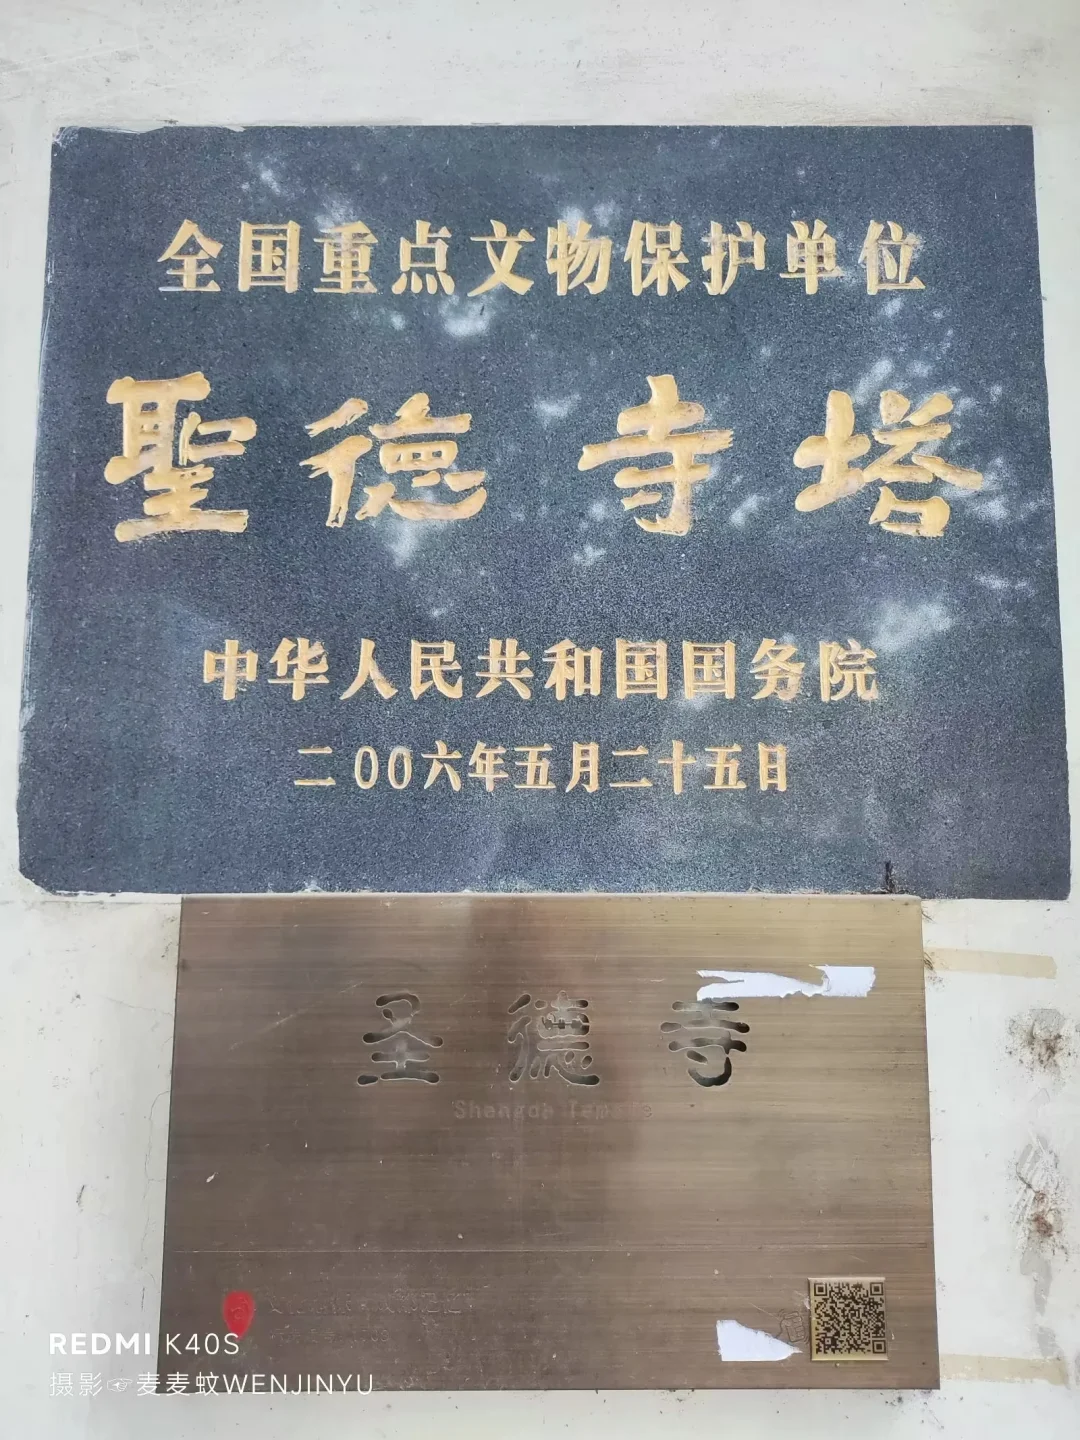 全国重点文物保护单位
聖德寺塔
中华人民共和国国务院
二00六年五月二十五日
圣德寺
Shengde Temple
REDMI K40S
摄影☞麦麦蚊WENJINYU